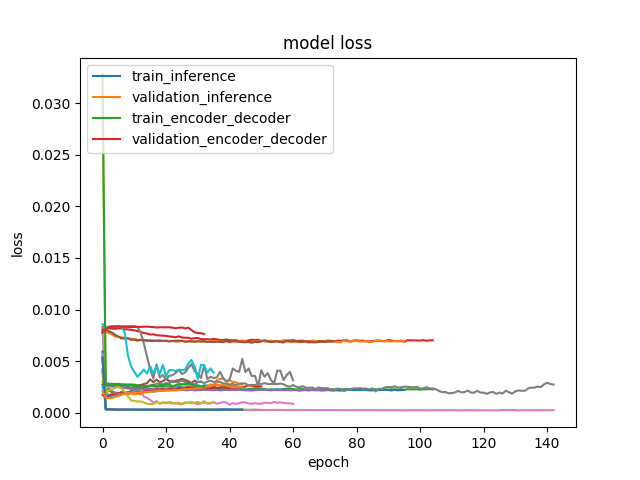 model loss
train_inference
validation_inference
train_encoder_decoder
validation_encoder_decoder
loss
0.030
0.025
0.020
0.015
0.010
0.005
0.000
0 20 40 60 80 100 120 140
epoch